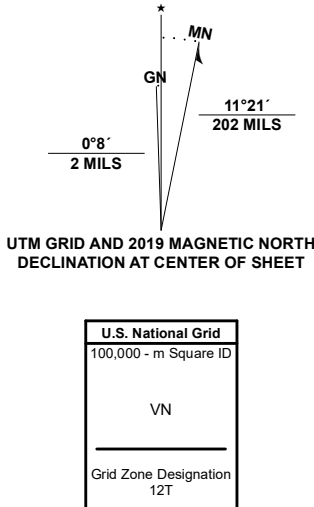 ★
MN
GN
11°21´
202 MILS
0°8´
2 MILS
UTM GRID AND 2019 MAGNETIC NORTH
DECLINATION AT CENTER OF SHEET
U.S. National Grid
100,000 - m Square ID
VN
Grid Zone Designation
12T